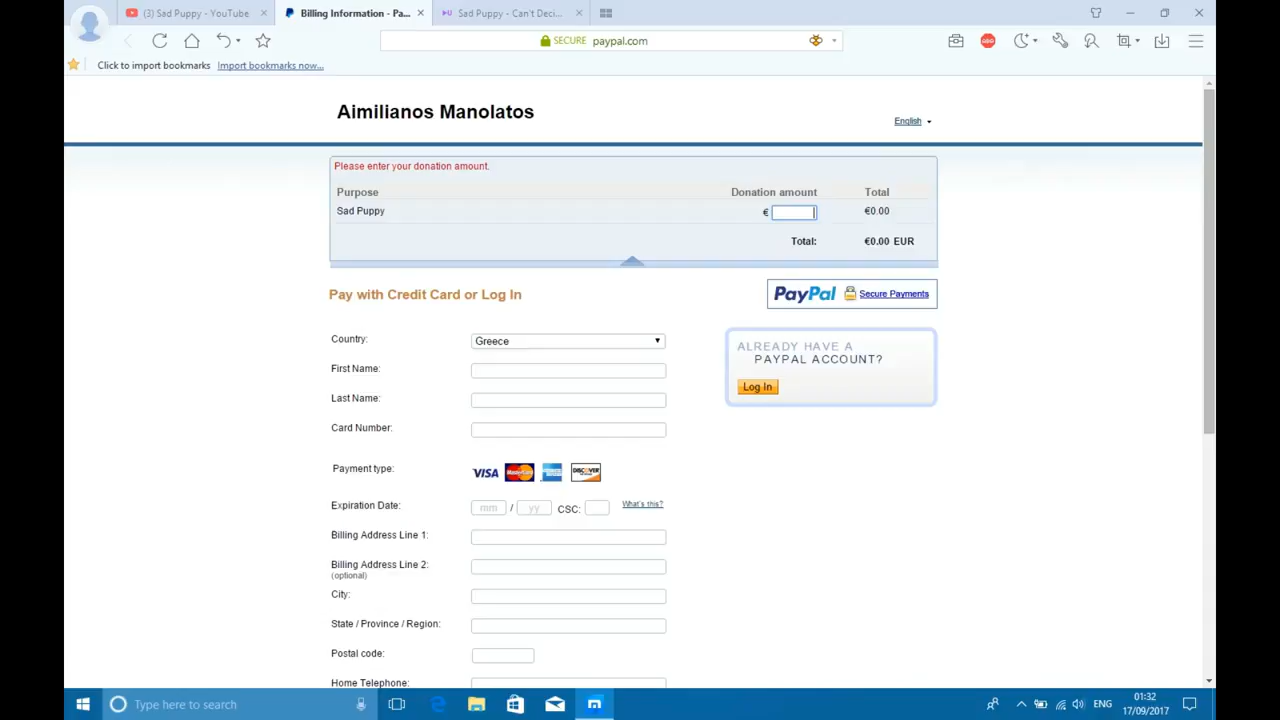 (3) Sad Puppy - YouTube
Billing Information - Pa...
Sad Puppy - Can't Deci...
SECURE paypal.com
ABG
Click to import bookmarks Import bookmarks now...
Aimilianos Manolatos
English
Please enter your donation amount.
Purpose Donation amount Total
Sad Puppy € €0.00
Total: €0.00 EUR
Pay with Credit Card or Log In
PayPal Secure Payments
Country: Greece
ALREADY HAVE A
PAYPAL ACCOUNT?
Log In
First Name:
Last Name:
Card Number:
Payment type: VISA MasterCard DISCOVER
Expiration Date: mm / yy CSC: What's this?
Billing Address Line 1:
Billing Address Line 2:
(optional)
City:
State / Province / Region:
Postal code:
Home Telephone:
Type here to search
ENG
01:32
17/09/2017